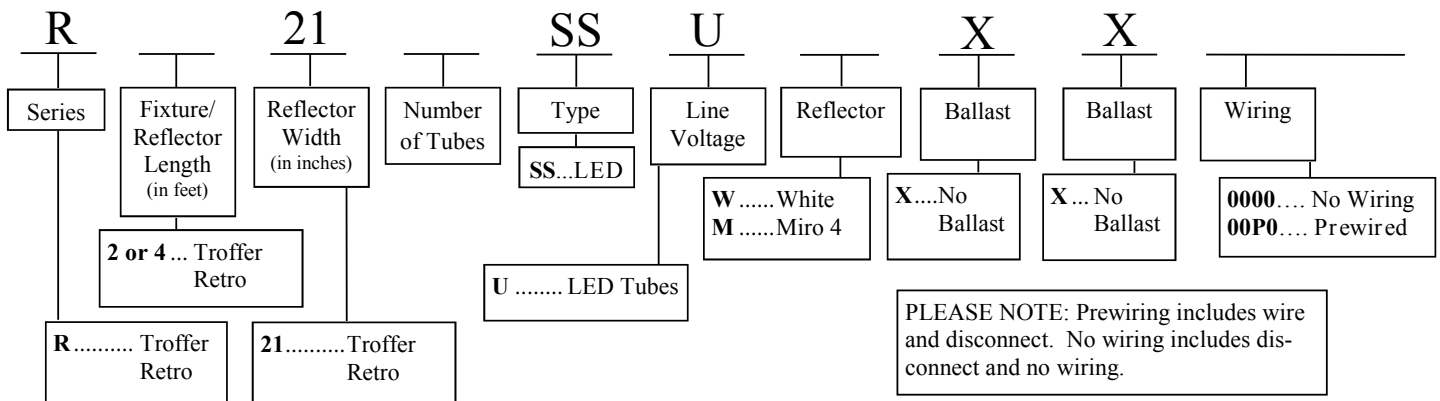 R 21 SS U X X
Series
Fixture/
Reflector
Length
(in feet)
Reflector
Width
(in inches)
Number
of Tubes
Type
Line
Voltage
Reflector
Ballast
Ballast
Wiring
SS...LED
W ......White
M ......Miro 4
X....No
Ballast
X... No
Ballast
0000.... No Wiring
00P0.... Prewired
2 or 4 ... Troffer
Retro
U ........ LED Tubes
R .......... Troffer
Retro
21..........Troffer
Retro
PLEASE NOTE: Prewiring includes wire
and disconnect. No wiring includes dis-
connect and no wiring.